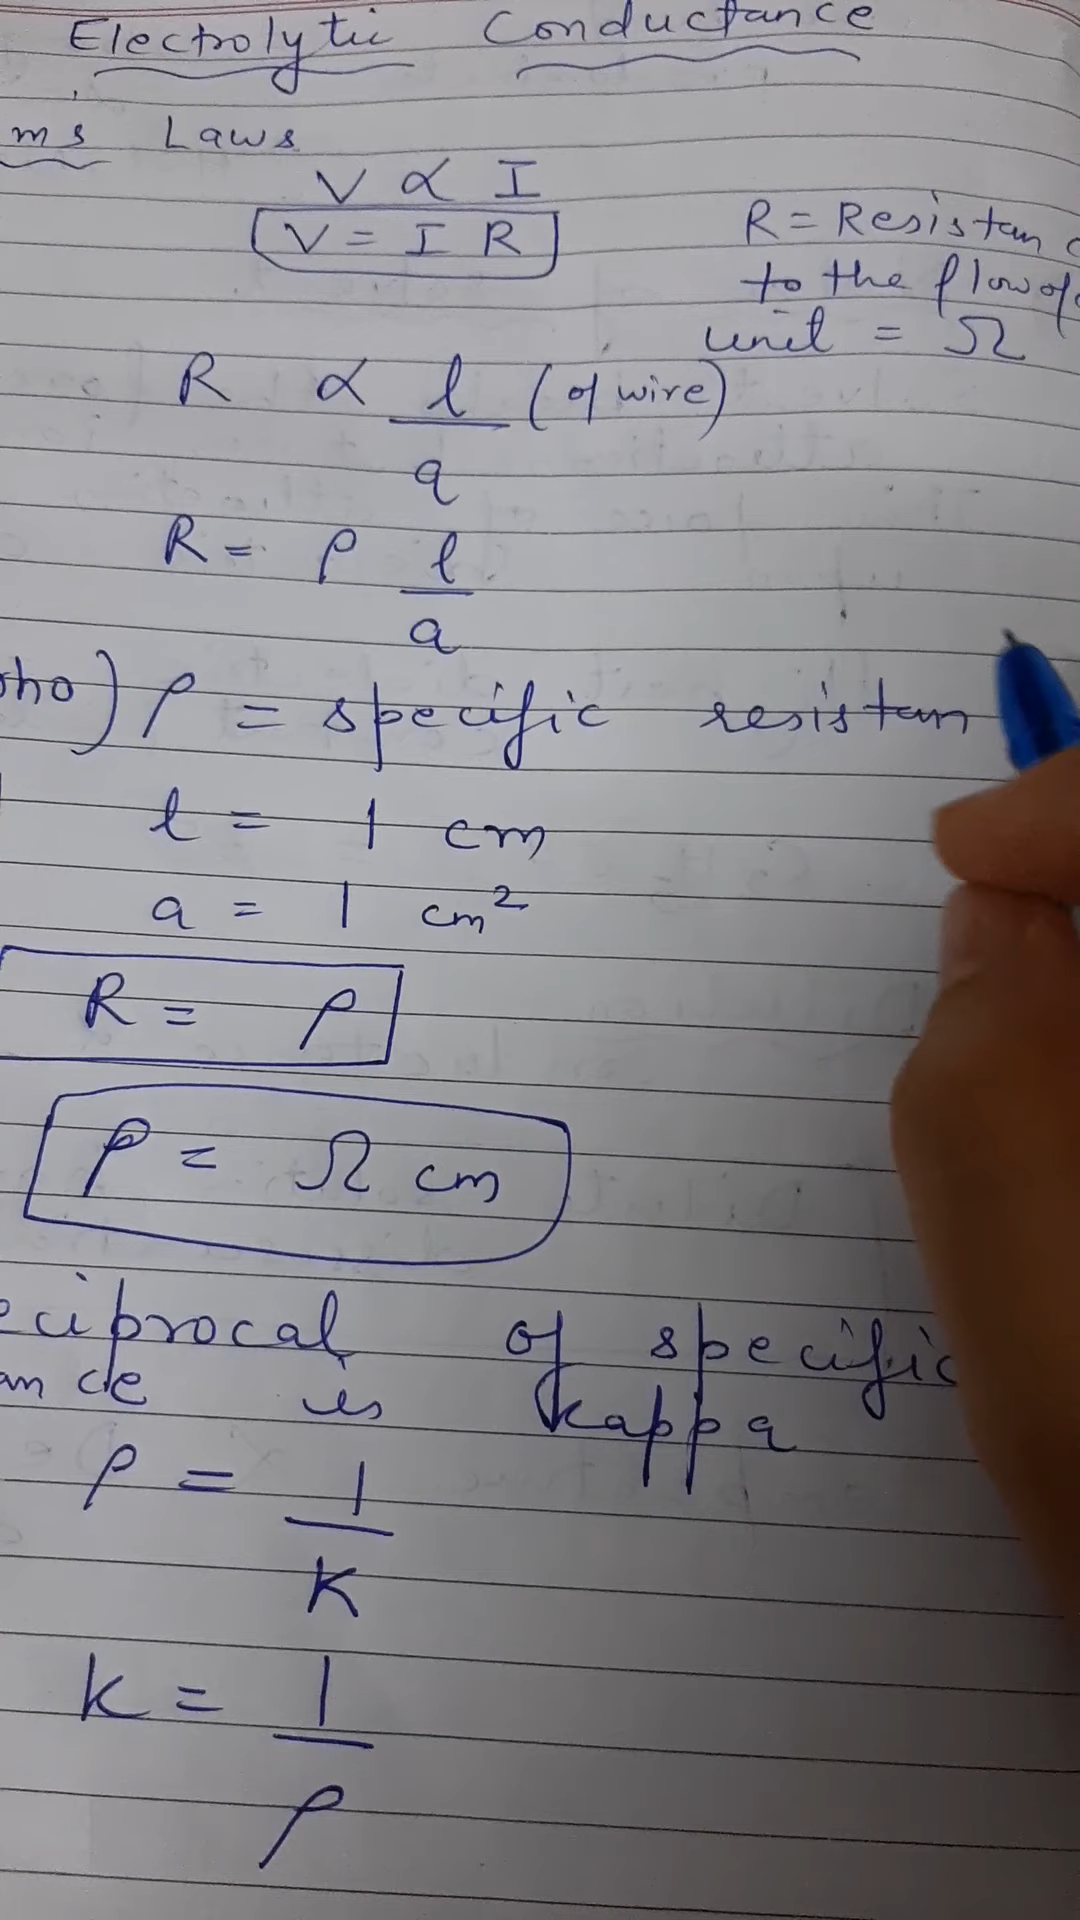 Electrolytic Conductance
ms Laws
V ∝ I
V = I R
R = Resistan
to the flow of
unit = Ω
R ∝ l (of wire)
a
R = ρ l
a
rho) ρ = specific resistan
l = 1 cm
a = 1 cm²
R = ρ
ρ = Ω cm
eciprocal of specific
an ce is kappa
ρ = 1
K
k = 1
ρ